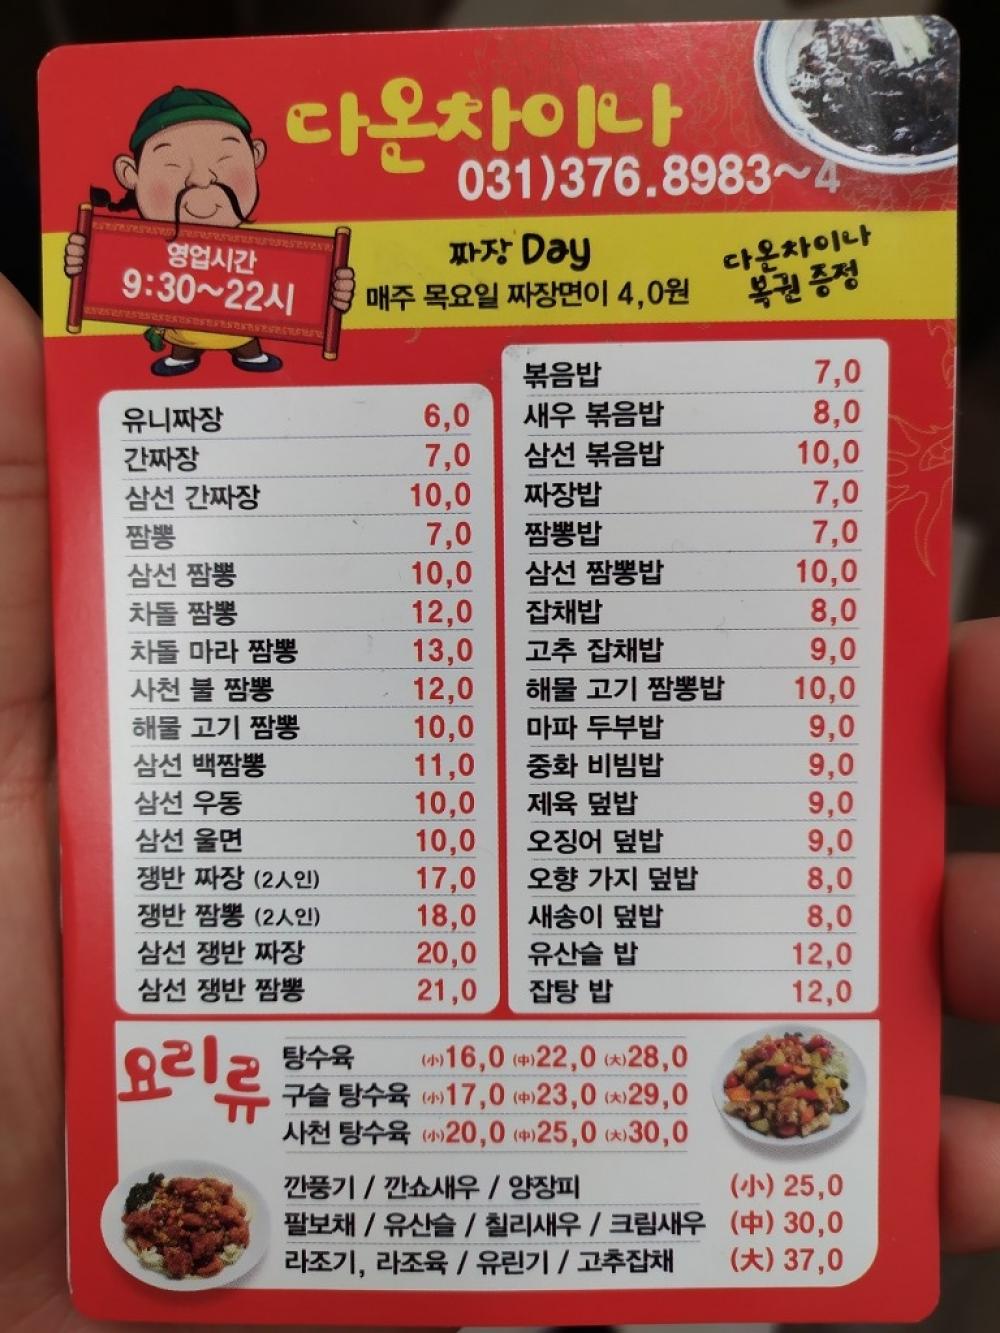 다온차이나
031)376.8983~4
영업시간
9:30~22시
짜장 Day
매주 목요일 짜장면이 4,0원
다온차이나
복권 증정
유니짜장 6,0
간짜장 7,0
삼선 간짜장 10,0
짬뽕 7,0
삼선 짬뽕 10,0
차돌 짬뽕 12,0
차돌 마라 짬뽕 13,0
사천 불 짬뽕 12,0
해물 고기 짬뽕 10,0
삼선 백짬뽕 11,0
삼선 우동 10,0
삼선 울면 10,0
쟁반 짜장 (2人인) 17,0
쟁반 짬뽕 (2人인) 18,0
삼선 쟁반 짜장 20,0
삼선 쟁반 짬뽕 21,0
볶음밥 7,0
새우 볶음밥 8,0
삼선 볶음밥 10,0
짜장밥 7,0
짬뽕밥 7,0
삼선 짬뽕밥 10,0
잡채밥 8,0
고추 잡채밥 9,0
해물 고기 짬뽕밥 10,0
마파 두부밥 9,0
중화 비빔밥 9,0
제육 덮밥 9,0
오징어 덮밥 9,0
오향 가지 덮밥 8,0
새송이 덮밥 8,0
유산슬 밥 12,0
잡탕 밥 12,0
요리류
탕수육 (小)16,0 (中)22,0 (大)28,0
구슬 탕수육 (小)17,0 (中)23,0 (大)29,0
사천 탕수육 (小)20,0 (中)25,0 (大)30,0
깐풍기 / 깐쇼새우 / 양장피 (小) 25,0
팔보채 / 유산슬 / 칠리새우 / 크림새우 (中) 30,0
라조기, 라조육 / 유린기 / 고추잡채 (大) 37,0